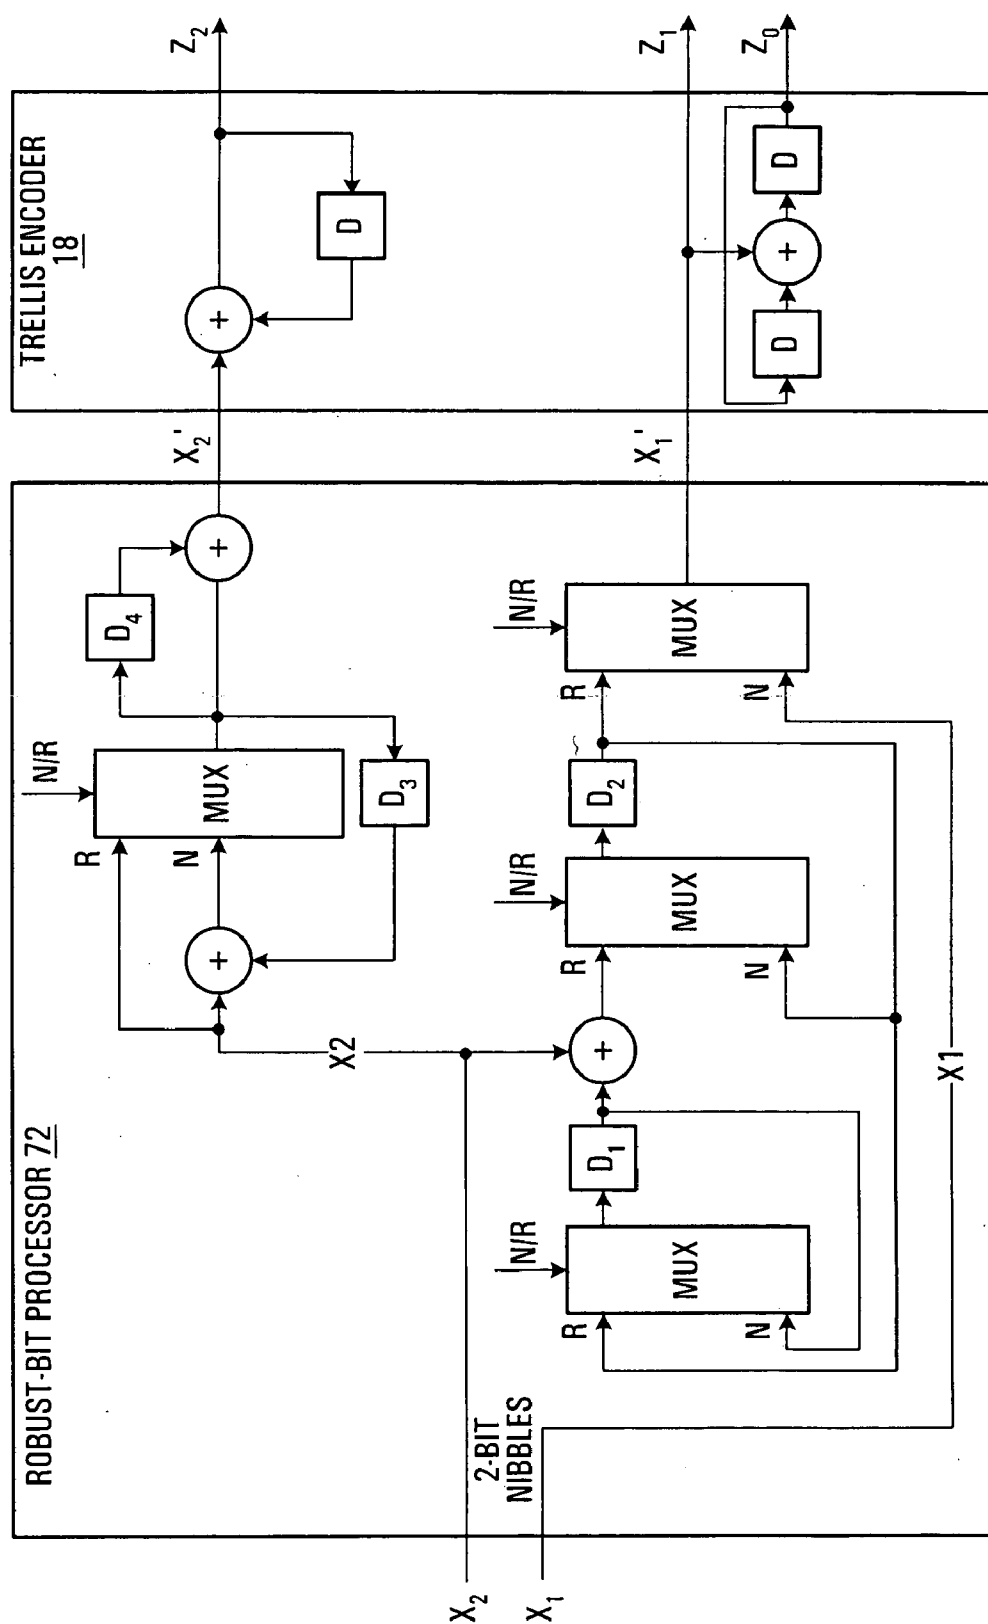 ROBUST-BIT PROCESSOR 72
TRELLIS ENCODER
18
X2
X1
2-BIT
NIBBLES
X2
X1
R
N
N/R
MUX
D3
D4
+
+
X2'
+
D
Z2
R
N
N/R
MUX
D1
+
R
N
N/R
MUX
D2
R
N
N/R
MUX
X1'
Z1
D
+
D
Z0